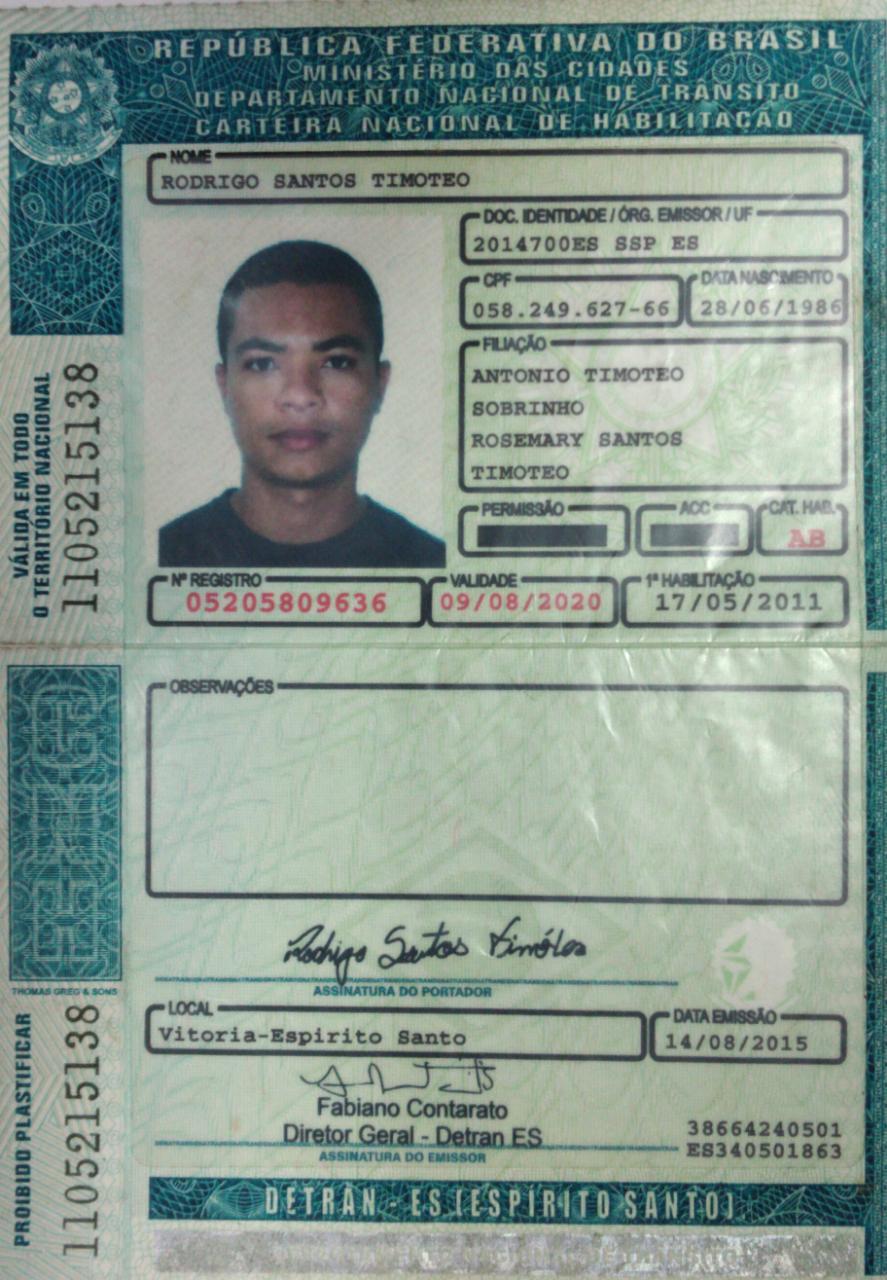 REPÚBLICA FEDERATIVA DO BRASIL
MINISTÉRIO DAS CIDADES
DEPARTAMENTO NACIONAL DE TRÂNSITO
CARTEIRA NACIONAL DE HABILITAÇÃO
NOME
RODRIGO SANTOS TIMOTEO
DOC. IDENTIDADE / ÓRG. EMISSOR / UF
2014700ES SSP ES
CPF
058.249.627-66
DATA NASCIMENTO
28/06/1986
FILIAÇÃO
ANTONIO TIMOTEO
SOBRINHO
ROSEMARY SANTOS
TIMOTEO
PERMISSÃO
ACC
CAT. HAB.
AB
Nº REGISTRO
05205809636
VALIDADE
09/08/2020
1ª HABILITAÇÃO
17/05/2011
VÁLIDA EM TODO
O TERRITÓRIO NACIONAL
1105215138
OBSERVAÇÕES
Rodrigo Santos Timóteo
ASSINATURA DO PORTADOR
THOMAS GREG & SONS
LOCAL
Vitoria-Espirito Santo
DATA EMISSÃO
14/08/2015
Fabiano Contarato
Diretor Geral - Detran ES
ASSINATURA DO EMISSOR
38664240501
ES340501863
PROIBIDO PLASTIFICAR
1105215138
DETRAN - ES (ESPÍRITO SANTO)